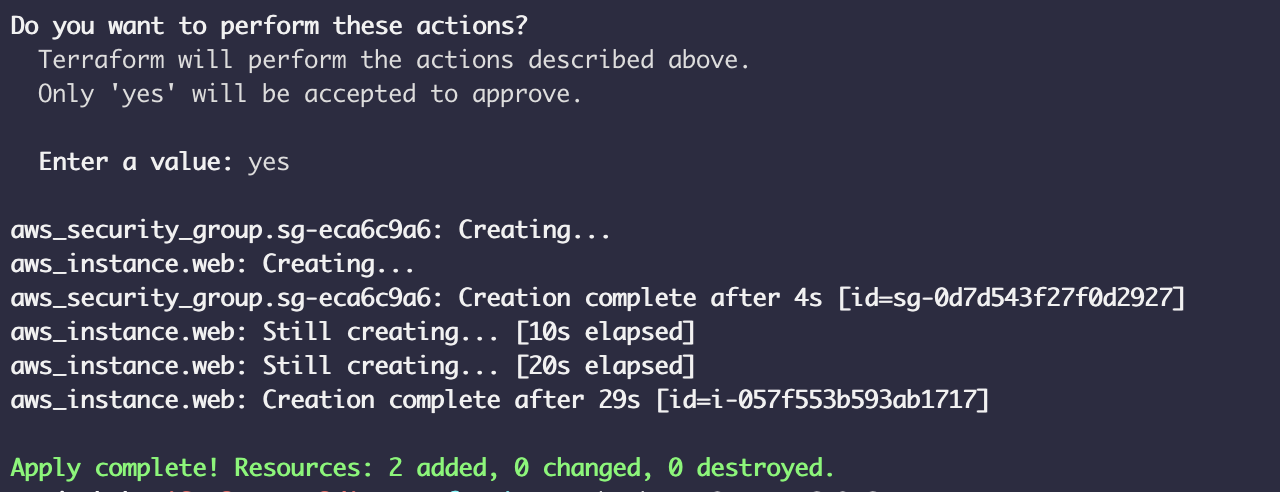 Do you want to perform these actions?
Terraform will perform the actions described above.
Only 'yes' will be accepted to approve.
Enter a value: yes
aws_security_group.sg-eca6c9a6: Creating...
aws_instance.web: Creating...
aws_security_group.sg-eca6c9a6: Creation complete after 4s [id=sg-0d7d543f27f0d2927]
aws_instance.web: Still creating... [10s elapsed]
aws_instance.web: Still creating... [20s elapsed]
aws_instance.web: Creation complete after 29s [id=i-057f553b593ab1717]
Apply complete! Resources: 2 added, 0 changed, 0 destroyed.